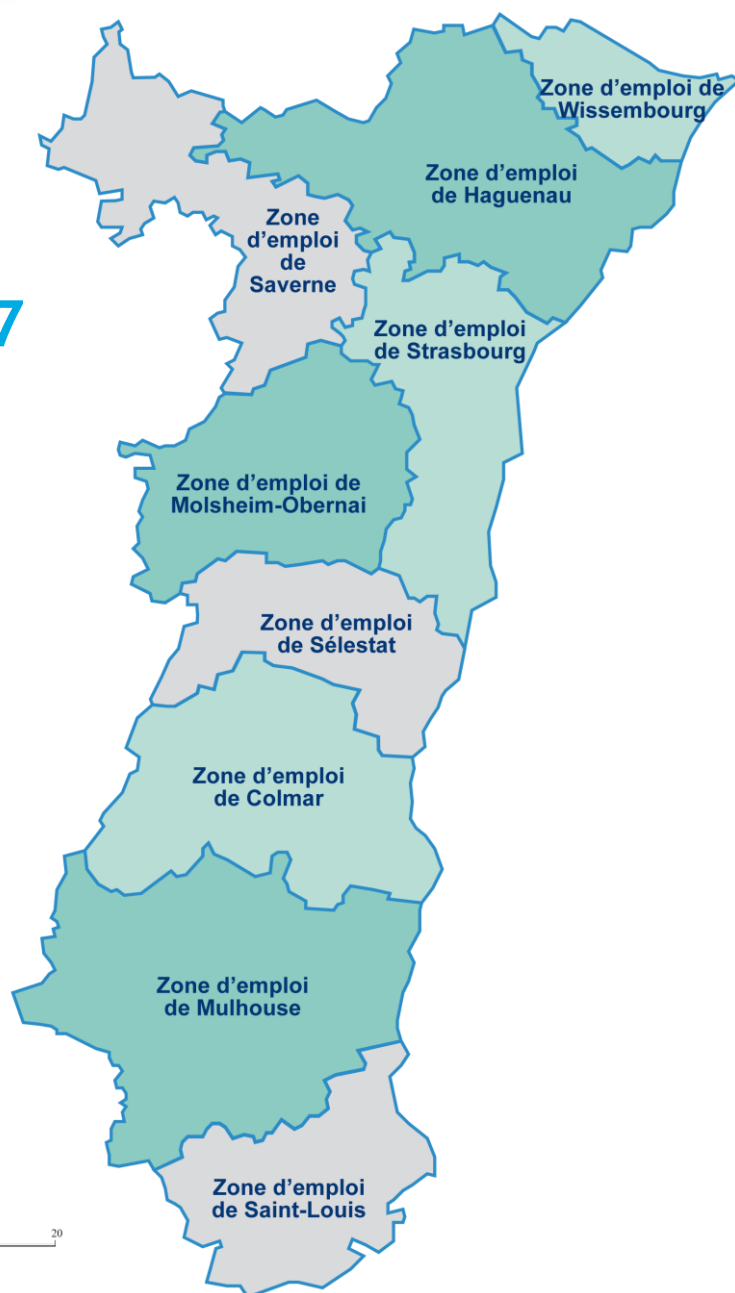 Zone d'emploi de
Wissembourg
Zone d'emploi
de Haguenau
Zone
d'emploi
de
Saverne
7
Zone d'emploi
de Strasbourg
Zone d'emploi de
Molsheim-Obernai
Zone d'emploi
de Sélestat
Zone d'emploi
de Colmar
Zone d'emploi
de Mulhouse
Zone d'emploi
de Saint-Louis
20